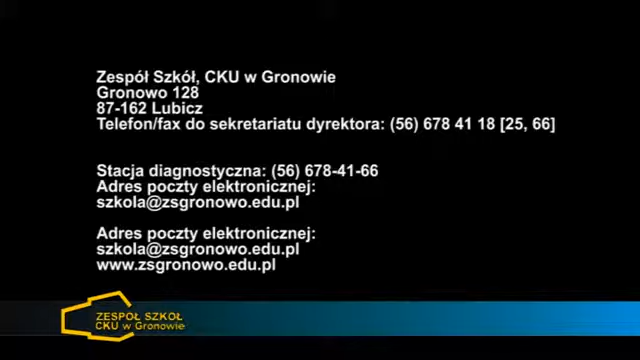 Zespół Szkół, CKU w Gronowie
Gronowo 128
87-162 Lubicz
Telefon/fax do sekretariatu dyrektora: (56) 678 41 18 [25, 66]
Stacja diagnostyczna: (56) 678-41-66
Adres poczty elektronicznej:
szkola@zsgronowo.edu.pl
Adres poczty elektronicznej:
szkola@zsgronowo.edu.pl
www.zsgronowo.edu.pl
ZESPÓŁ SZKÓŁ
CKU w Gronowie